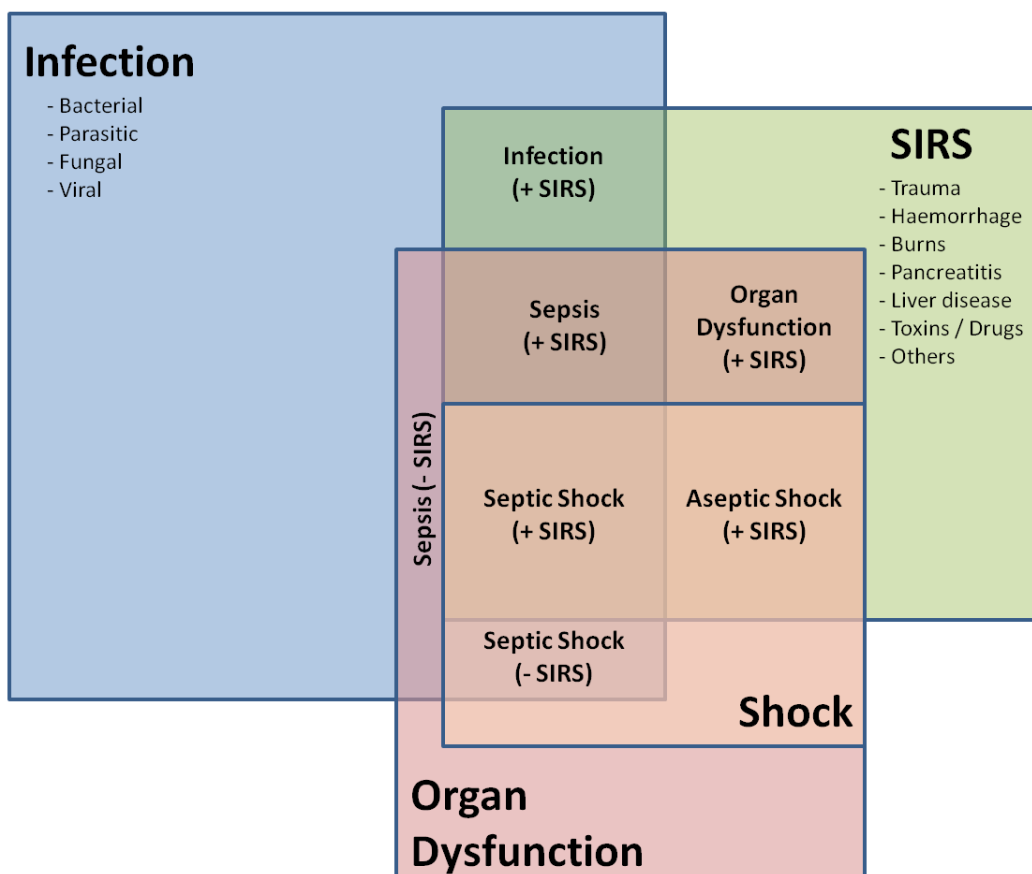 Infection
- Bacterial
- Parasitic
- Fungal
- Viral
SIRS
- Trauma
- Haemorrhage
- Burns
- Pancreatitis
- Liver disease
- Toxins / Drugs
- Others
Infection
(+ SIRS)
Sepsis
(+ SIRS)
Organ
Dysfunction
(+ SIRS)
Sepsis (- SIRS)
Septic Shock
(+ SIRS)
Aseptic Shock
(+ SIRS)
Septic Shock
(- SIRS)
Shock
Organ
Dysfunction